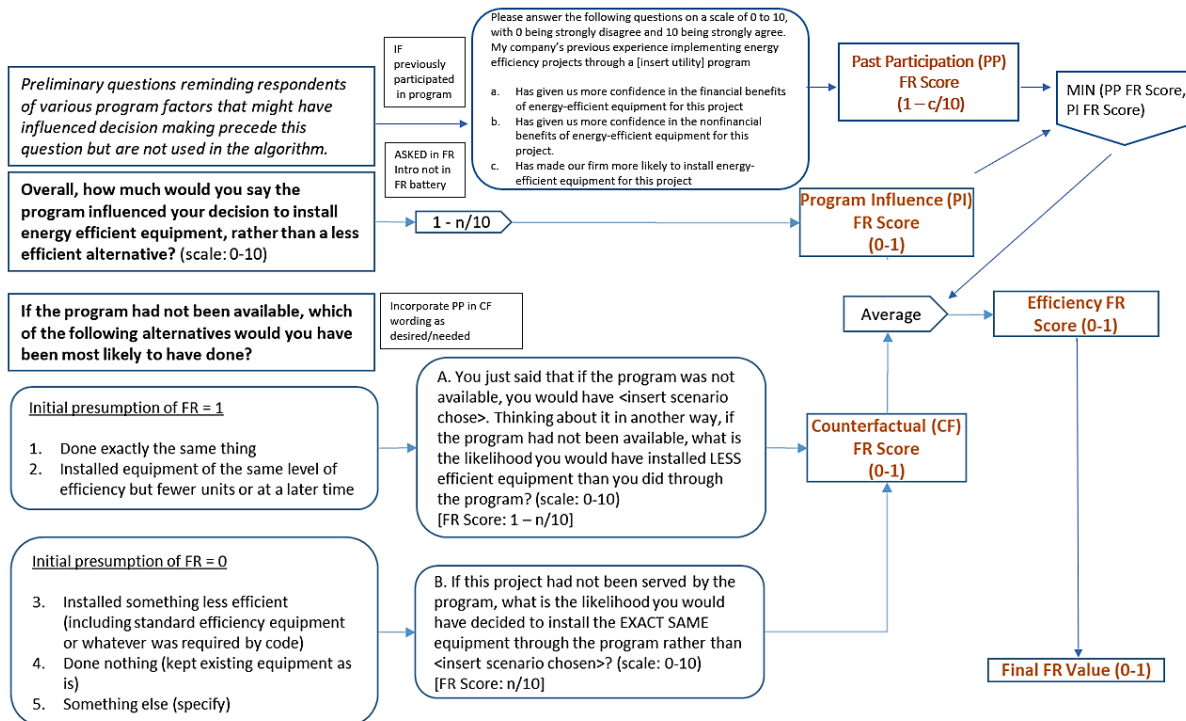 Preliminary questions reminding respondents
of various program factors that might have
influenced decision making precede this
question but are not used in the algorithm.
IF
previously
participated
in program
ASKED in FR
Intro not in
FR battery
Please answer the following questions on a scale of 0 to 10,
with 0 being strongly disagree and 10 being strongly agree.
My company's previous experience implementing energy
efficiency projects through a [insert utility] program
a. Has given us more confidence in the financial benefits
of energy-efficient equipment for this project
b. Has given us more confidence in the nonfinancial
benefits of energy-efficient equipment for this
project.
c. Has made our firm more likely to install energy-
efficient equipment for this project
Past Participation (PP)
FR Score
(1 – c/10)
MIN (PP FR Score,
PI FR Score)
Overall, how much would you say the
program influenced your decision to install
energy efficient equipment, rather than a less
efficient alternative? (scale: 0-10)
1 - n/10
Program Influence (PI)
FR Score
(0-1)
If the program had not been available, which
of the following alternatives would you have
been most likely to have done?
Incorporate PP in CF
wording as
desired/needed
Average
Efficiency FR
Score (0-1)
Initial presumption of FR = 1
1. Done exactly the same thing
2. Installed equipment of the same level of
efficiency but fewer units or at a later time
A. You just said that if the program was not
available, you would have <insert scenario
chose>. Thinking about it in another way, if
the program had not been available, what is
the likelihood you would have installed LESS
efficient equipment than you did through
the program? (scale: 0-10)
[FR Score: 1 – n/10]
Counterfactual (CF)
FR Score
(0-1)
Initial presumption of FR = 0
3. Installed something less efficient
(including standard efficiency equipment
or whatever was required by code)
4. Done nothing (kept existing equipment as
is)
5. Something else (specify)
B. If this project had not been served by the
program, what is the likelihood you would
have decided to install the EXACT SAME
equipment through the program rather than
<insert scenario chosen>? (scale: 0-10)
[FR Score: n/10]
Final FR Value (0-1)